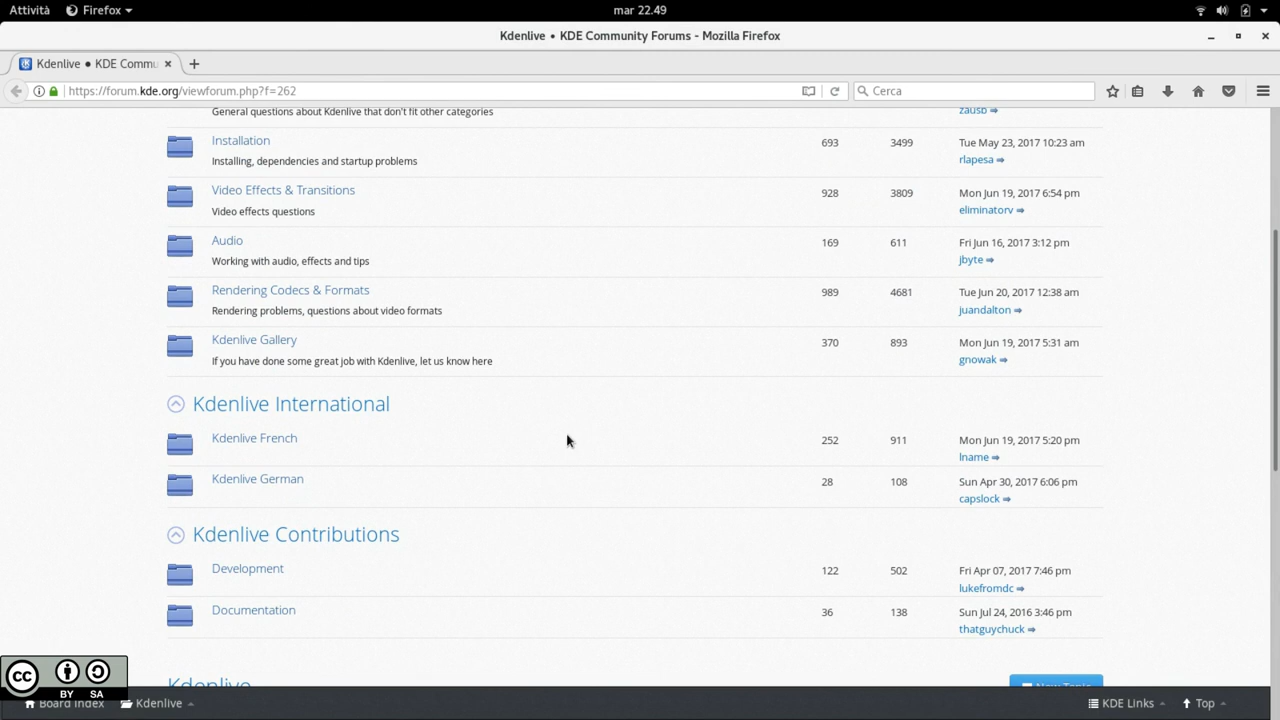 Attività Firefox mar 22.49
Kdenlive • KDE Community Forums - Mozilla Firefox
Kdenlive • KDE Commu
https://forum.kde.org/viewforum.php?f=262 Cerca
General questions about Kdenlive that don't fit other categories zausb
Installation 693 3499 Tue May 23, 2017 10:23 am
Installing, dependencies and startup problems rlapesa
Video Effects & Transitions 928 3809 Mon Jun 19, 2017 6:54 pm
Video effects questions eliminatorv
Audio 169 611 Fri Jun 16, 2017 3:12 pm
Working with audio, effects and tips jbyte
Rendering Codecs & Formats 989 4681 Tue Jun 20, 2017 12:38 am
Rendering problems, questions about video formats juandalton
Kdenlive Gallery 370 893 Mon Jun 19, 2017 5:31 am
If you have done some great job with Kdenlive, let us know here gnowak
Kdenlive International
Kdenlive French 252 911 Mon Jun 19, 2017 5:20 pm
lname
Kdenlive German 28 108 Sun Apr 30, 2017 6:06 pm
capslock
Kdenlive Contributions
Development 122 502 Fri Apr 07, 2017 7:46 pm
lukefromdc
Documentation 36 138 Sun Jul 24, 2016 3:46 pm
thatguychuck
Kdenlive New Topic
cc BY SA
Board index Kdenlive KDE Links Top